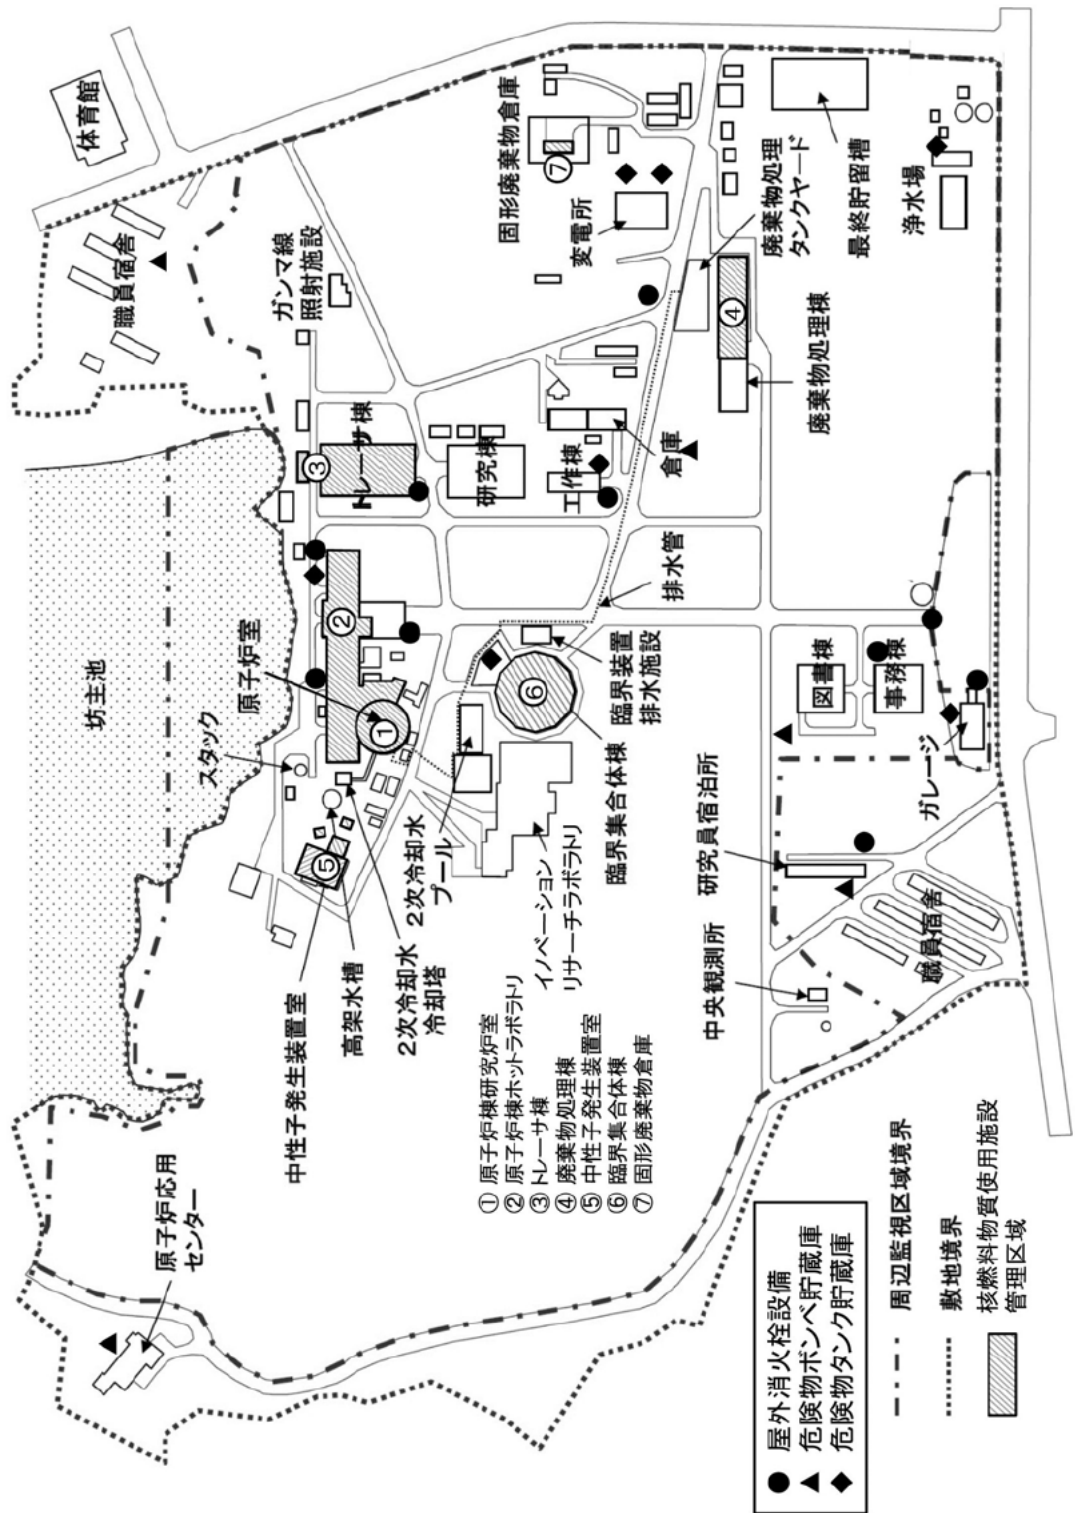 体育館
職員宿舎
ガンマ線
照射施設
固形廃棄物倉庫
⑦
変電所
廃棄物処理
タンクヤード
最終貯留槽
浄水場
坊主池
スタック
原子炉室
③
トレーサ棟
研究棟
工作棟
倉庫
④
廃棄物処理棟
②
①
⑤
⑥
排水管
臨界装置
排水施設
臨界集合体棟
図書棟
事務棟
ガレージ
中性子発生装置室
高架水槽
2次冷却水
冷却塔
2次冷却水
プール
イノベーション
リサーチラボラトリ
研究員宿泊所
中央観測所
職員宿舎
原子炉応用
センター
① 原子炉棟研究炉室
② 原子炉棟ホットラボラトリ
③ トレーサ棟
④ 廃棄物処理棟
⑤ 中性子発生装置室
⑥ 臨界集合体棟
⑦ 固形廃棄物倉庫
● 屋外消火栓設備
▲ 危険物ボンベ貯蔵庫
◆ 危険物タンク貯蔵庫
周辺監視区域境界
敷地境界
核燃料物質使用施設
管理区域